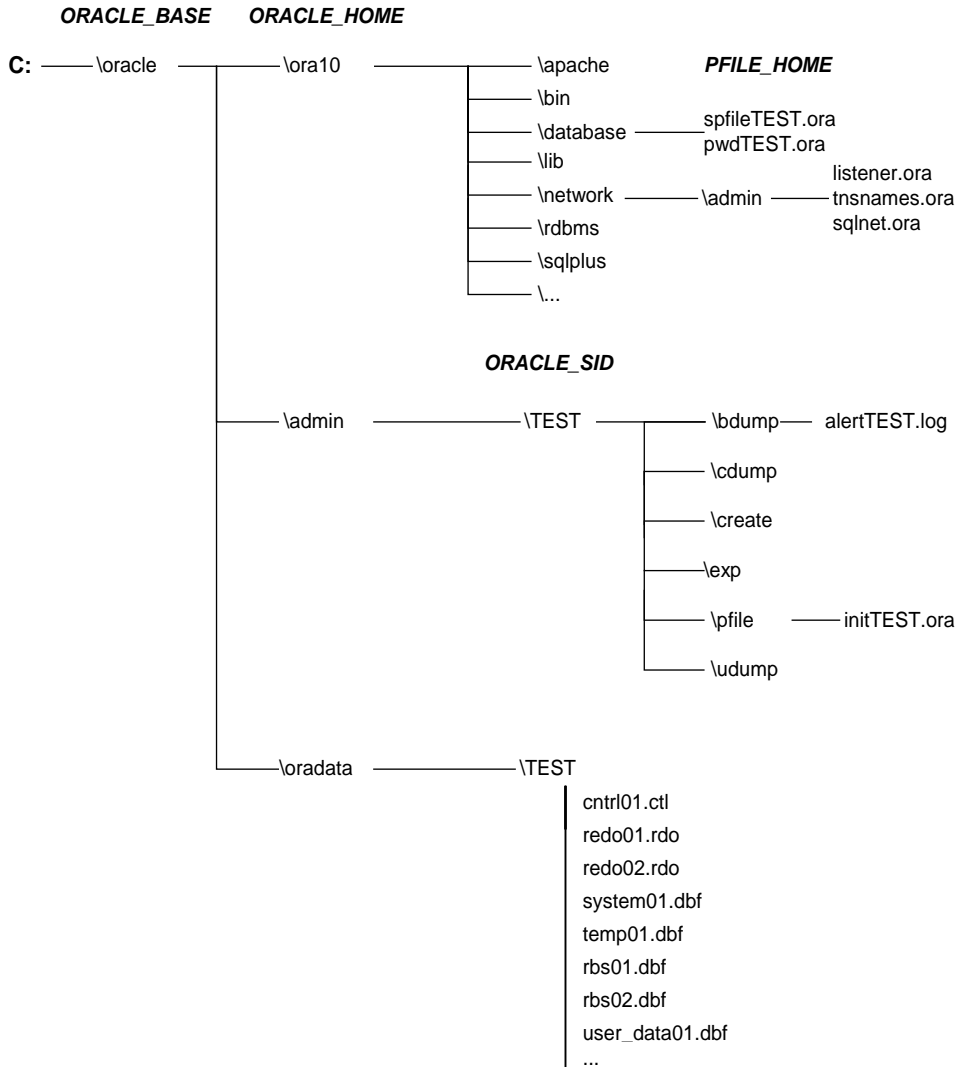 ORACLE_BASE ORACLE_HOME
C: \oracle \ora10 \apache PFILE_HOME
\bin
\database spfileTEST.ora
pwdTEST.ora
\lib
listener.ora
\network \admin tnsnames.ora
sqlnet.ora
\rdbms
\sqlplus
\...
ORACLE_SID
\admin \TEST \bdump alertTEST.log
\cdump
\create
\exp
\pfile initTEST.ora
\udump
\oradata \TEST
cntrl01.ctl
redo01.rdo
redo02.rdo
system01.dbf
temp01.dbf
rbs01.dbf
rbs02.dbf
user_data01.dbf
...